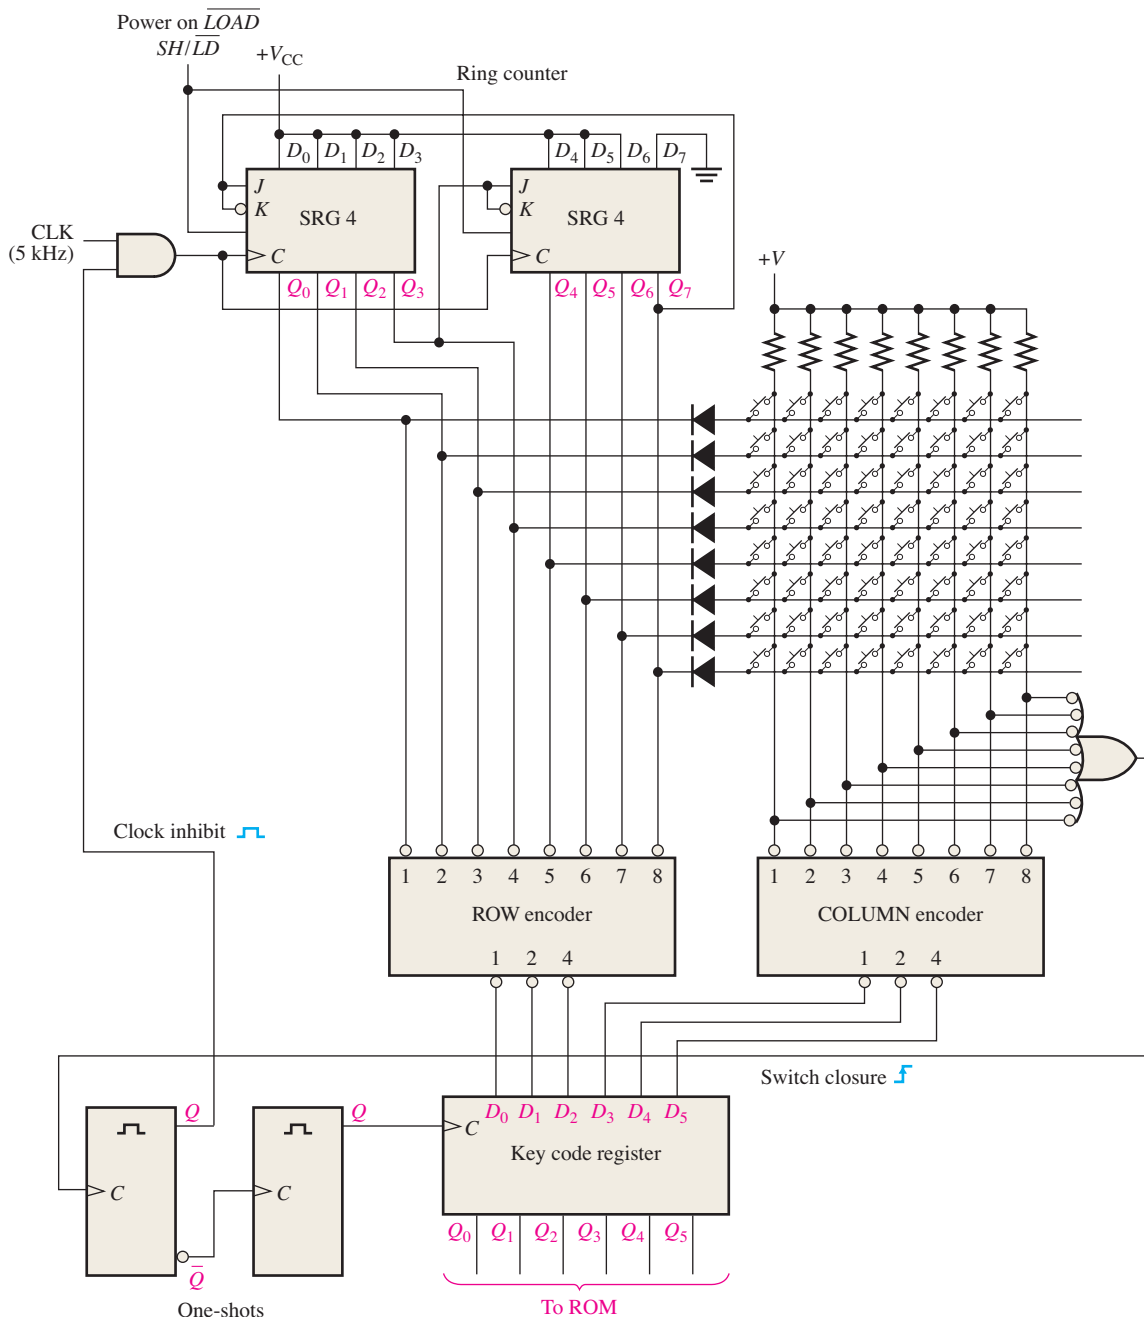 Power on L̅O̅A̅D̅
SH/L̅D̅
+V_CC
Ring counter
D₀ D₁ D₂ D₃
D₄ D₅ D₆ D₇
J
K
SRG 4
C
J
K
SRG 4
C
CLK
(5 kHz)
Q₀ Q₁ Q₂ Q₃
Q₄ Q₅ Q₆ Q₇
+V
Clock inhibit
1 2 3 4 5 6 7 8
ROW encoder
1 2 4
1 2 3 4 5 6 7 8
COLUMN encoder
1 2 4
Switch closure
Q
C
Q̅
Q
C
One-shots
D₀ D₁ D₂ D₃ D₄ D₅
C
Key code register
Q₀ Q₁ Q₂ Q₃ Q₄ Q₅
To ROM